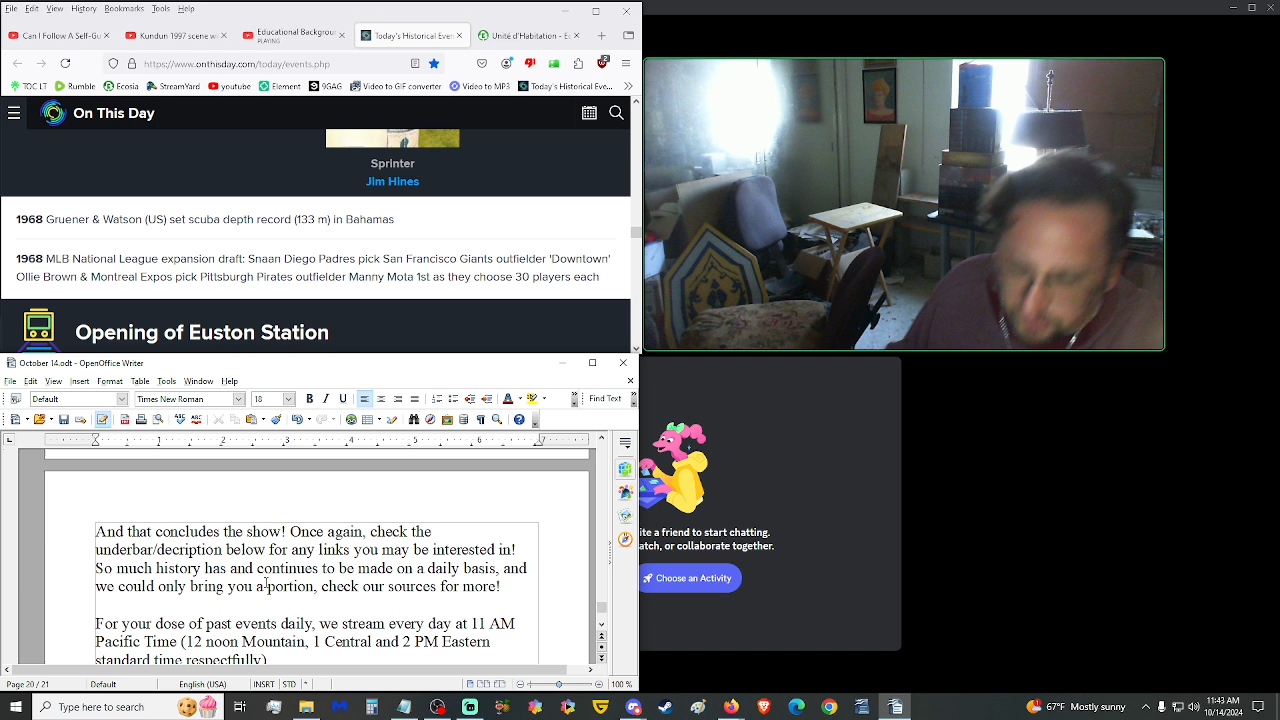 File Edit View History Bookmarks Tools Help
Can I Follow A Self-Gu
Kundun 1997 scene w
Educational Backgrou
PLAYING
Today's Historical Ever
Unité d'Habitation - Ec
https://www.onthisday.com/today/events.php
2
TDC LT
Rumble
Ecosia
StreamYard
youtube
Element
9GAG
Video to GIF converter
Video to MP3
Today's Historical Eve...
On This Day
Sprinter
Jim Hines
1968 Gruener & Watson (US) set scuba depth record (133 m) in Bahamas
1968 MLB National League expansion draft: Snaan Diego Padres pick San Francisco Giants outfielder 'Downtown'
Ollie Brown & Montreal Expos pick Pittsburgh Pirates outfielder Manny Mota 1st as they choose 30 players each
Opening of Euston Station
October 14.odt - OpenOffice Writer
File Edit View Insert Format Table Tools Window Help
Default
Times New Roman
18
B I U
Find Text
1 2 3 4 5 6 7
And that concludes the show! Once again, check the
underbar/decription below for any links you may be interested in!
So much history has and continues to be made on a daily basis, and
we could only bring you a portion, check our sources for more!
For your dose of past events daily, we stream every day at 11 AM
Pacific Time (12 noon Mountain, 1 Central and 2 PM Eastern
standard time respectfully)
Page 20 / 21
Default
English (USA)
INSRT
STD
*
100 %
ite a friend to start chatting.
atch, or collaborate together.
Choose an Activity
Type here to search
67°F Mostly sunny
11:43 AM
10/14/2024